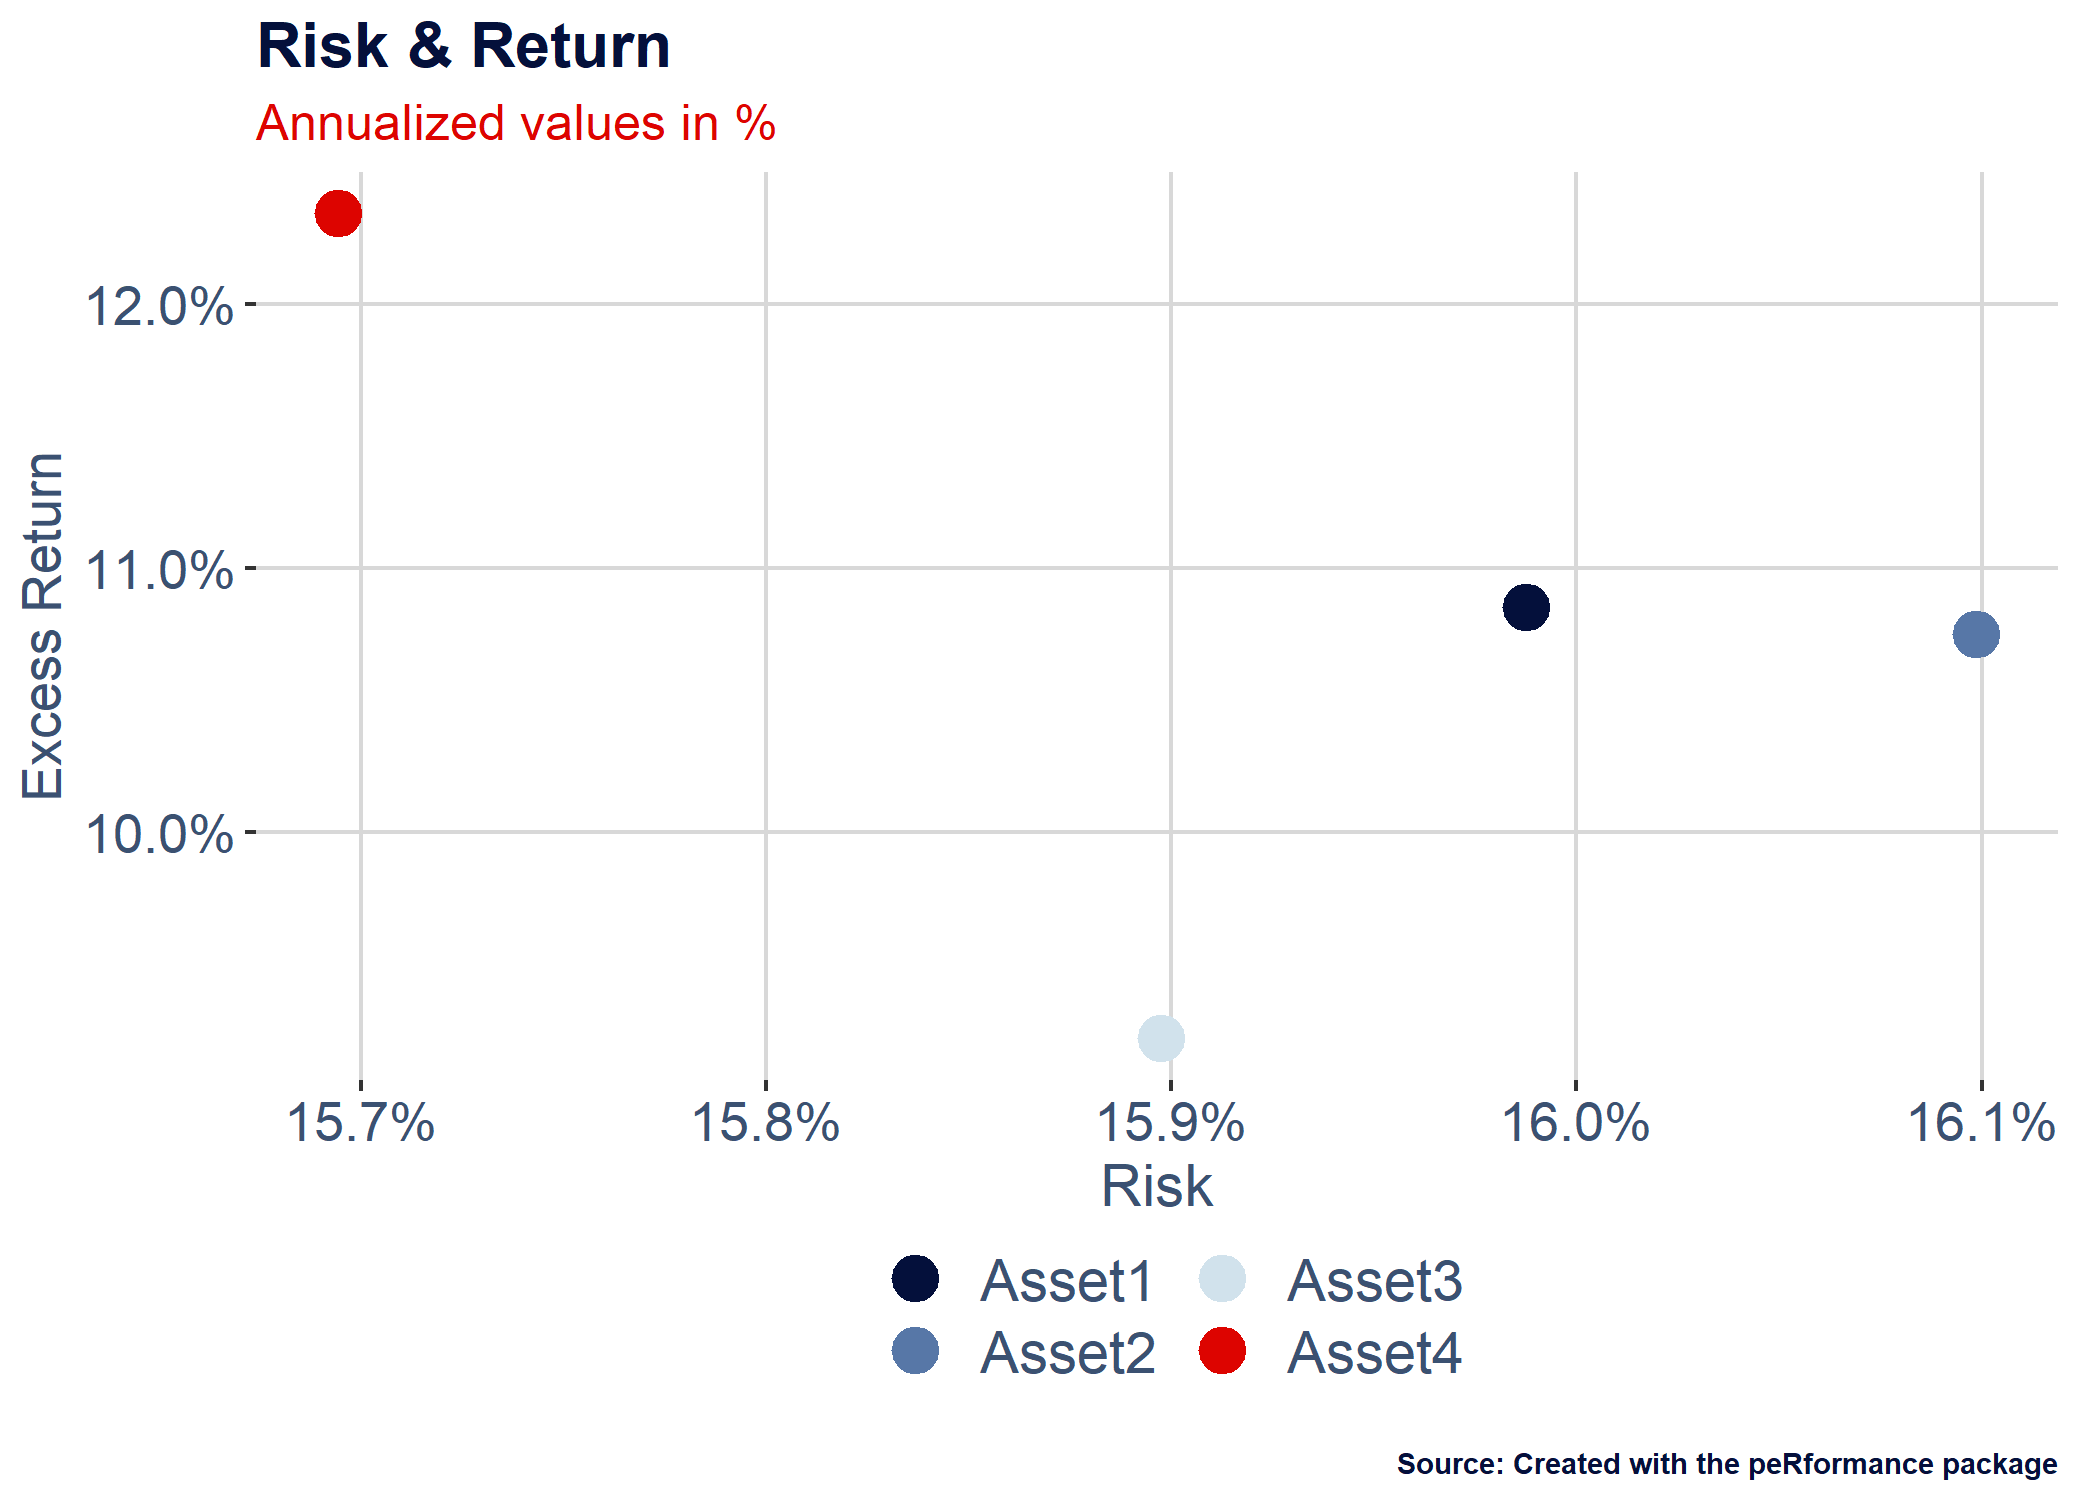 Risk & Return
Annualized values in %
12.0%
11.0%
10.0%
Excess Return
15.7% 15.8% 15.9% 16.0% 16.1%
Risk
Asset1 Asset3
Asset2 Asset4
Source: Created with the peRformance package